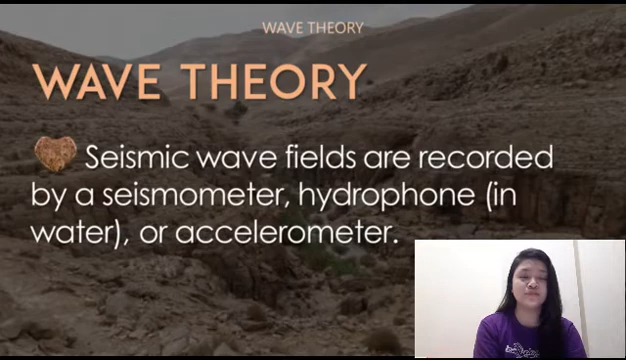 WAVE THEORY
WAVE THEORY
Seismic wave fields are recorded
by a seismometer, hydrophone (in
water), or accelerometer.